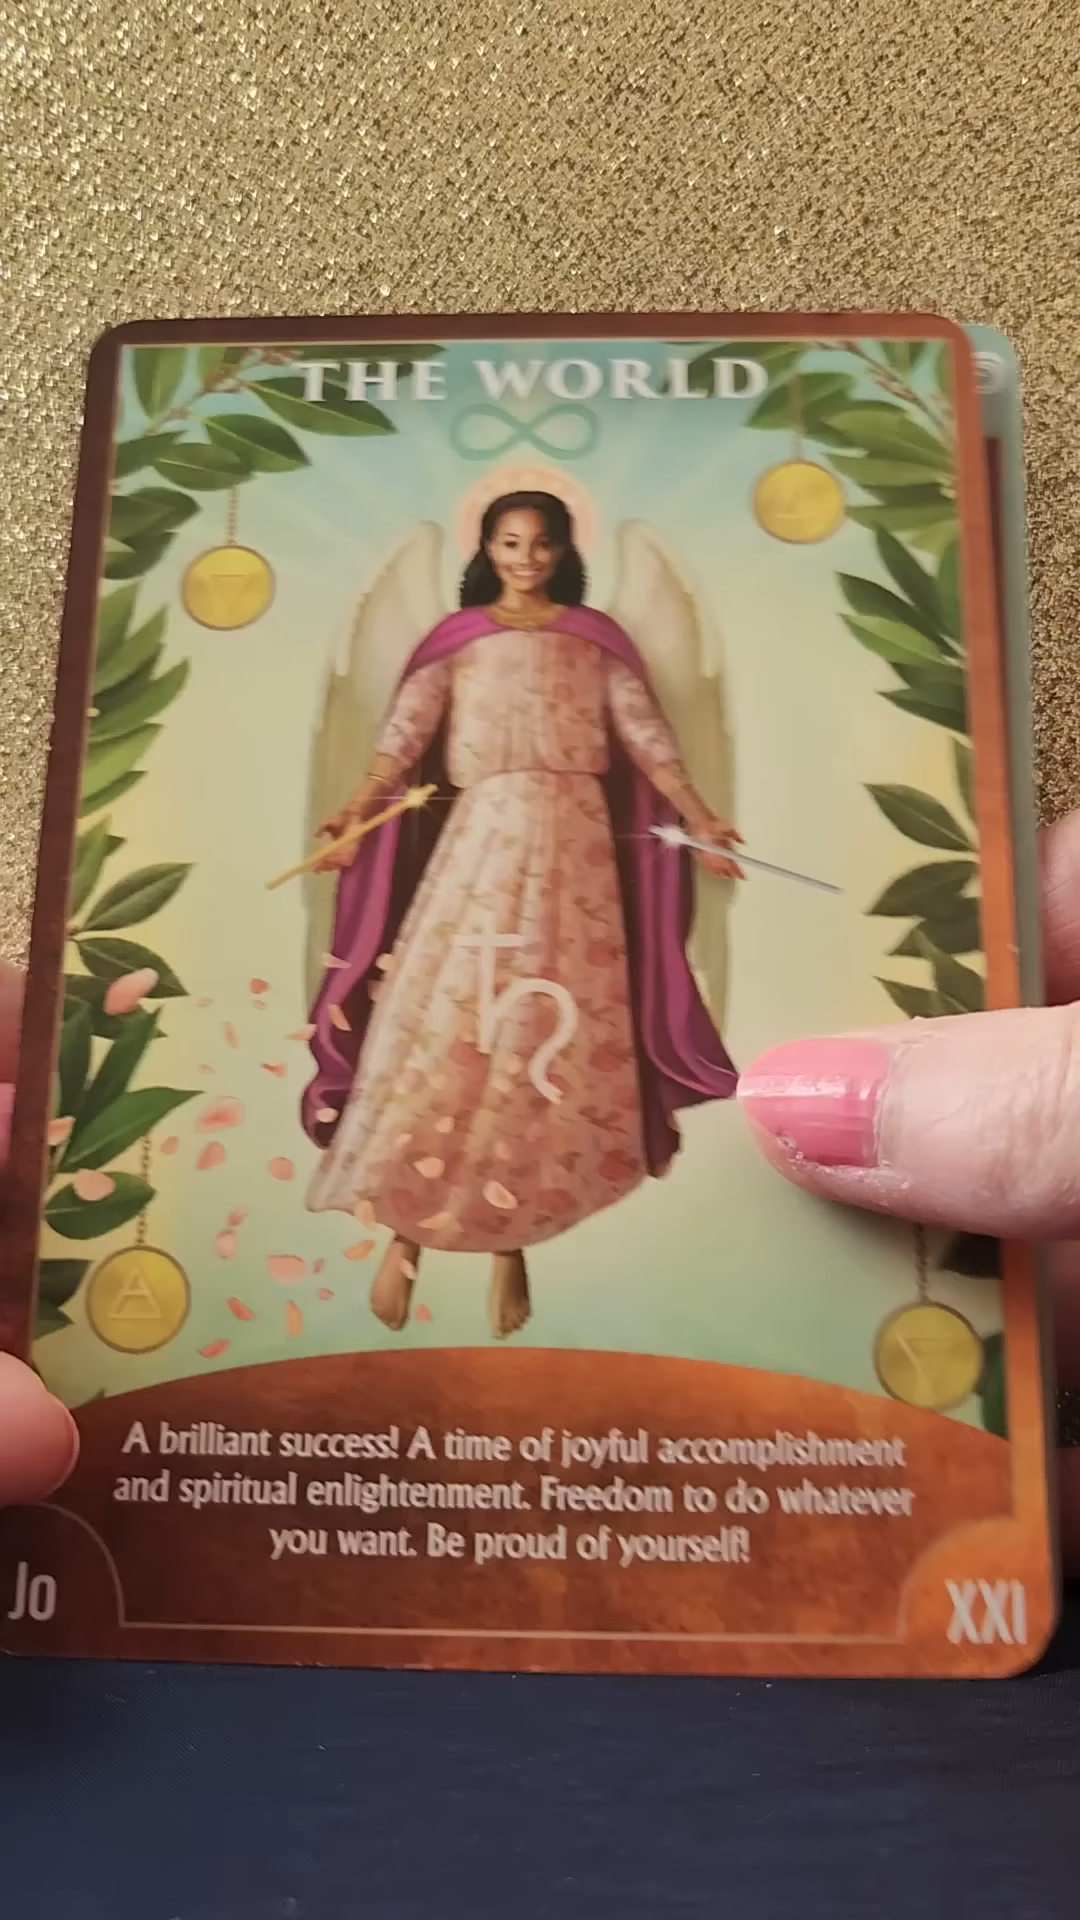 THE WORLD
A brilliant success! A time of joyful accomplishment
and spiritual enlightenment. Freedom to do whatever
you want. Be proud of yourself!
Jo
XXI